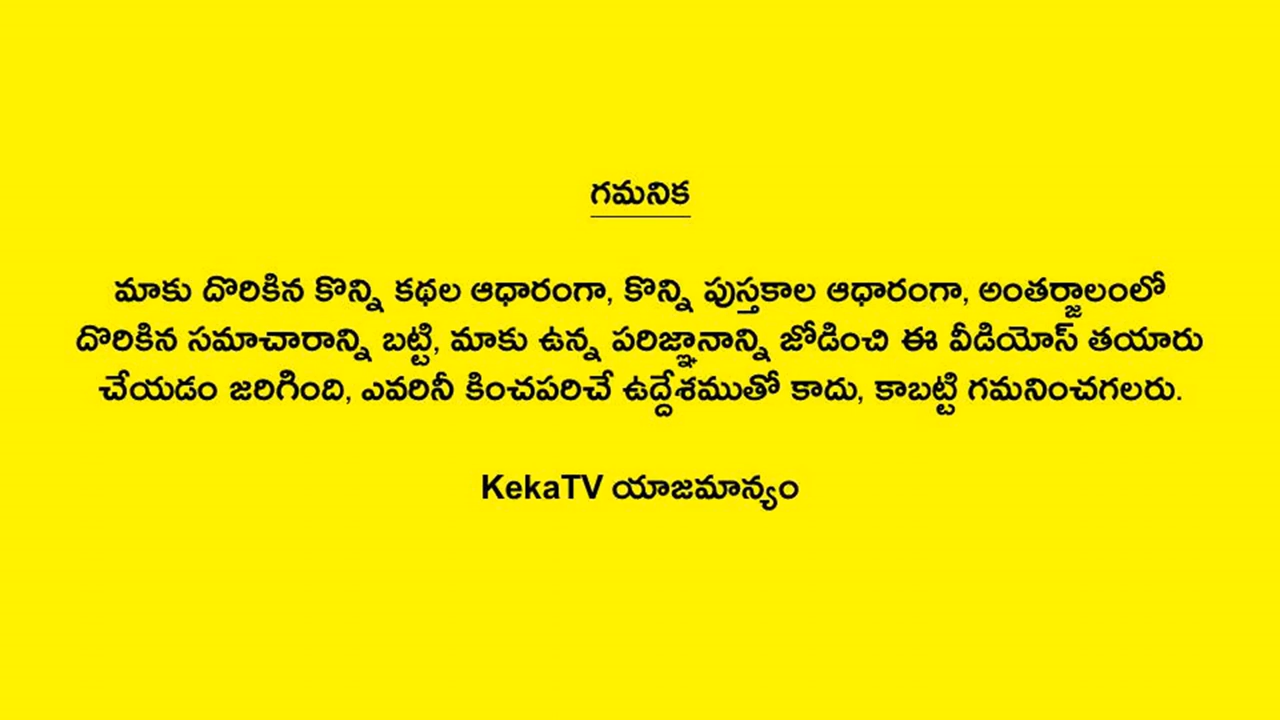 గమనిక
మాకు దొరికిన కొన్ని కథల ఆధారంగా, కొన్ని పుస్తకాల ఆధారంగా, అంతర్జాలంలో
దొరికిన సమాచారాన్ని బట్టి, మాకు ఉన్న పరిజ్ఞానాన్ని జోడించి ఈ వీడియోస్ తయారు
చేయడం జరిగింది, ఎవరినీ కించపరిచే ఉద్దేశముతో కాదు, కాబట్టి గమనించగలరు.
KekaTV యాజమాన్యం